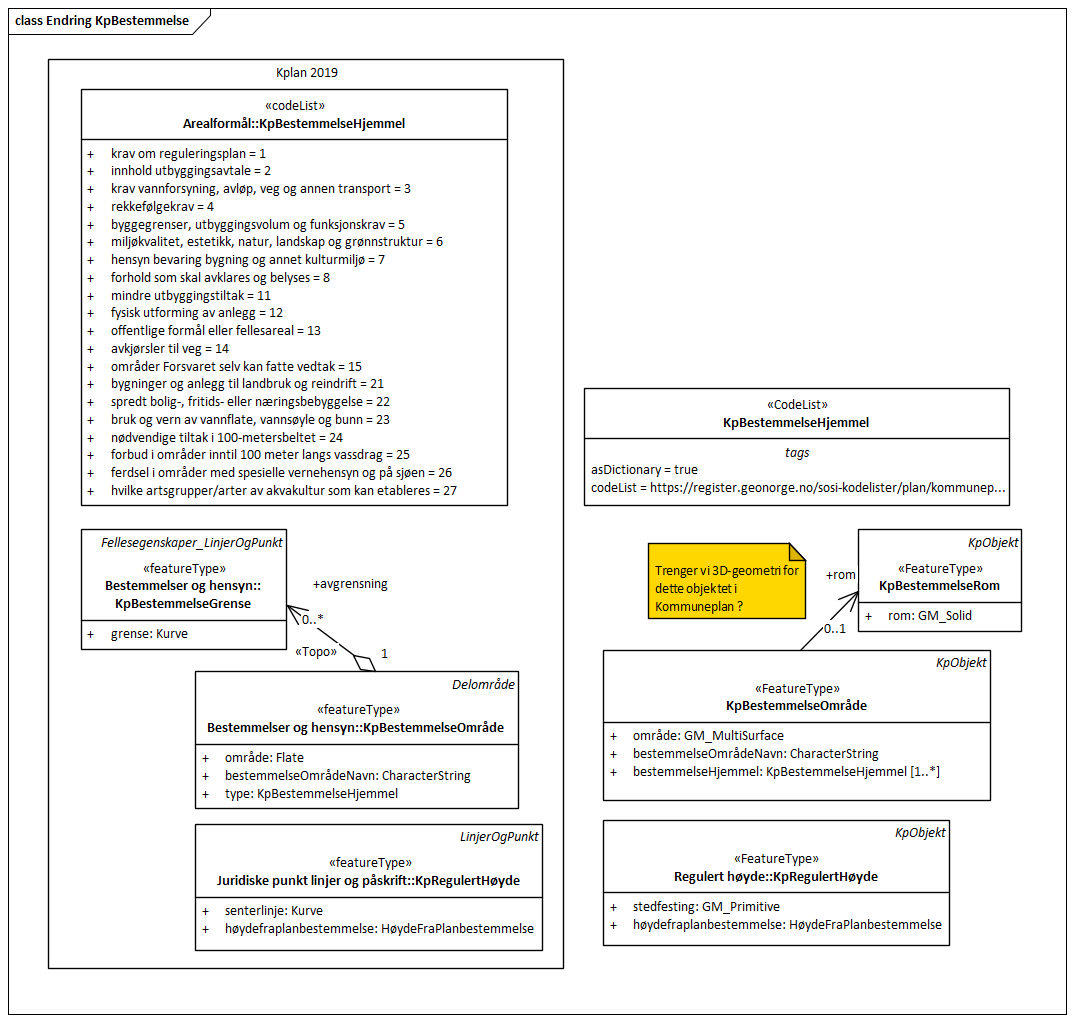 class Endring KpBestemmelse
Kplan 2019
«codeList»
Arealformål::KpBestemmelseHjemmel
+ krav om reguleringsplan = 1
+ innhold utbyggingsavtale = 2
+ krav vannforsyning, avløp, veg og annen transport = 3
+ rekkefølgekrav = 4
+ byggegrenser, utbyggingsvolum og funksjonskrav = 5
+ miljøkvalitet, estetikk, natur, landskap og grønnstruktur = 6
+ hensyn bevaring bygning og annet kulturmiljø = 7
+ forhold som skal avklares og belyses = 8
+ mindre utbyggingstiltak = 11
+ fysisk utforming av anlegg = 12
+ offentlige formål eller fellesareal = 13
+ avkjørsler til veg = 14
+ områder Forsvaret selv kan fatte vedtak = 15
+ bygninger og anlegg til landbruk og reindrift = 21
+ spredt bolig-, fritids- eller næringsbebyggelse = 22
+ bruk og vern av vannflate, vannsøyle og bunn = 23
+ nødvendige tiltak i 100-metersbeltet = 24
+ forbud i områder inntil 100 meter langs vassdrag = 25
+ ferdsel i områder med spesielle vernehensyn og på sjøen = 26
+ hvilke artsgrupper/arter av akvakultur som kan etableres = 27
Fellesegenskaper_LinjerOgPunkt
«featureType»
Bestemmelser og hensyn::
KpBestemmelseGrense
+ grense: Kurve
+avgrensning
0..*
«Topo»
1
Delområde
«featureType»
Bestemmelser og hensyn::KpBestemmelseOmråde
+ område: Flate
+ bestemmelseOmrådeNavn: CharacterString
+ type: KpBestemmelseHjemmel
LinjerOgPunkt
«featureType»
Juridiske punkt linjer og påskrift::KpRegulertHøyde
+ senterlinje: Kurve
+ høydefraplanbestemmelse: HøydeFraPlanbestemmelse
«CodeList»
KpBestemmelseHjemmel
tags
asDictionary = true
codeList = https://register.geonorge.no/sosi-kodelister/plan/kommunep...
Trenger vi 3D-geometri for
dette objektet i
Kommuneplan ?
KpObjekt
«FeatureType»
KpBestemmelseRom
+ rom: GM_Solid
+rom
0..1
KpObjekt
«FeatureType»
KpBestemmelseOmråde
+ område: GM_MultiSurface
+ bestemmelseOmrådeNavn: CharacterString
+ bestemmelseHjemmel: KpBestemmelseHjemmel [1..*]
KpObjekt
«FeatureType»
Regulert høyde::KpRegulertHøyde
+ stedfesting: GM_Primitive
+ høydefraplanbestemmelse: HøydeFraPlanbestemmelse